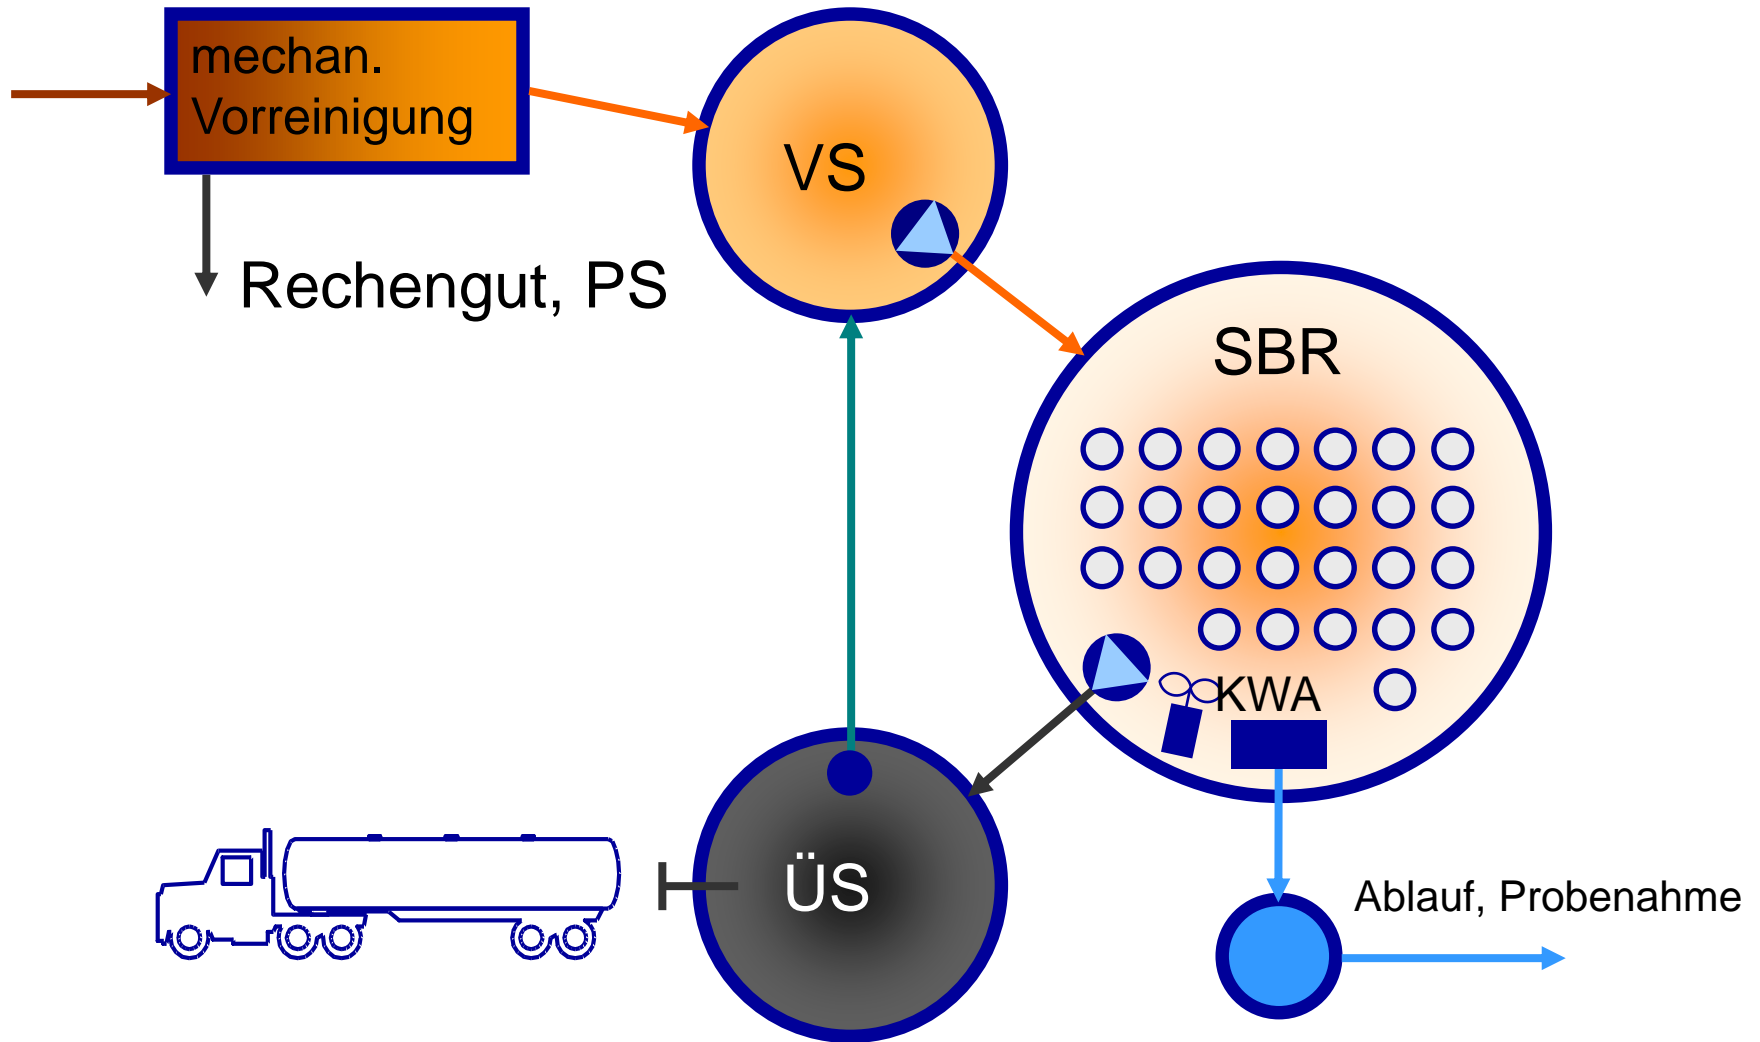 mechan.
Vorreinigung
VS
Rechengut, PS
SBR
KWA
ÜS
Ablauf, Probenahme